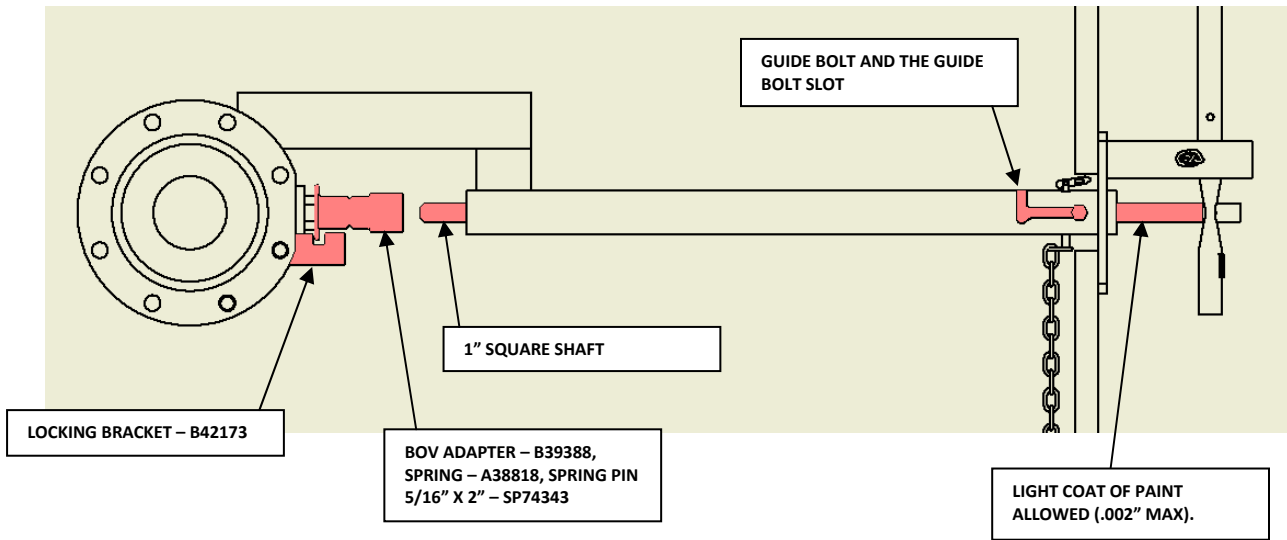 GUIDE BOLT AND THE GUIDE
BOLT SLOT
1” SQUARE SHAFT
LOCKING BRACKET – B42173
BOV ADAPTER – B39388,
SPRING – A38818, SPRING PIN
5/16” X 2” – SP74343
LIGHT COAT OF PAINT
ALLOWED (.002” MAX).